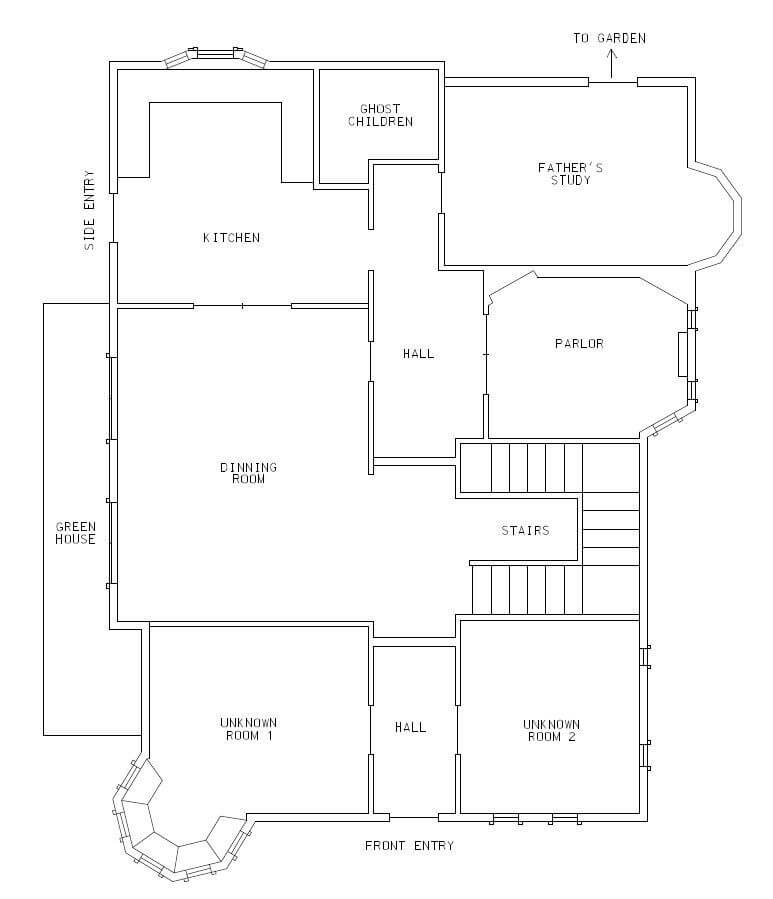 TO GARDEN
GHOST
CHILDREN
FATHER'S
STUDY
SIDE ENTRY
KITCHEN
HALL
PARLOR
DINNING
ROOM
GREEN
HOUSE
STAIRS
UNKNOWN
ROOM 1
HALL
UNKNOWN
ROOM 2
FRONT ENTRY